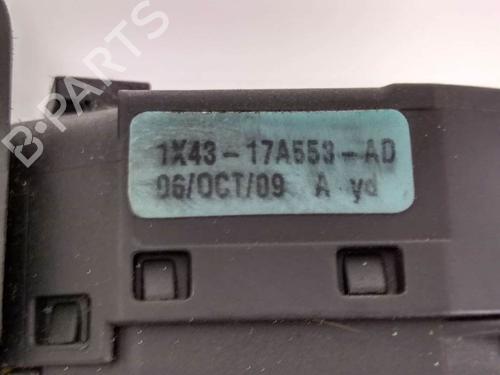 B-PARTS
1X43-17A553-AD
06/OCT/09 A yd